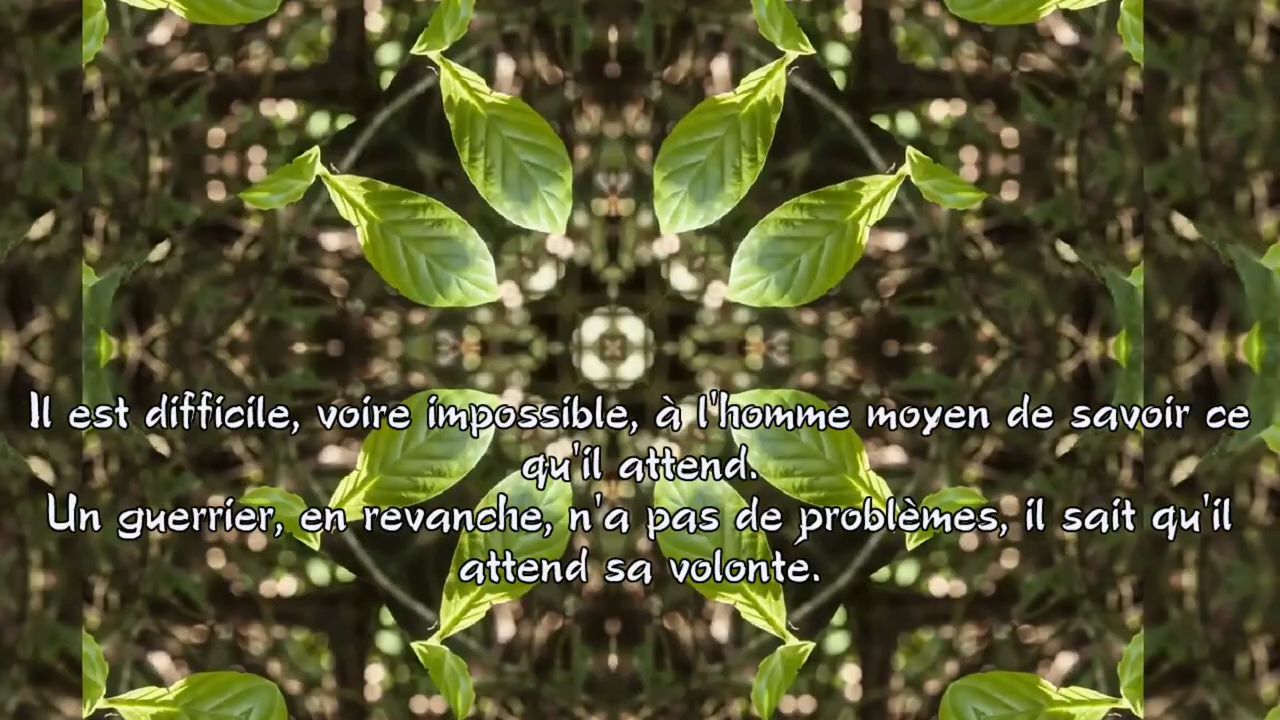 Il est difficile, voire impossible, à l'homme moyen de savoir ce
qu'il attend.
Un guerrier, en revanche, n'a pas de problèmes, il sait qu'il
attend sa volonte.